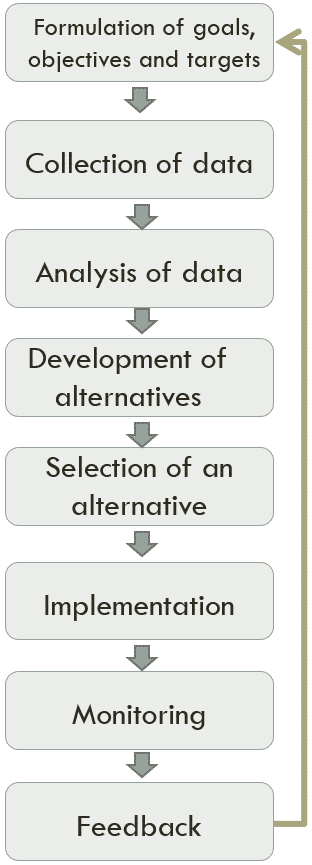 Formulation of goals,
objectives and targets
Collection of data
Analysis of data
Development of
alternatives
Selection of an
alternative
Implementation
Monitoring
Feedback